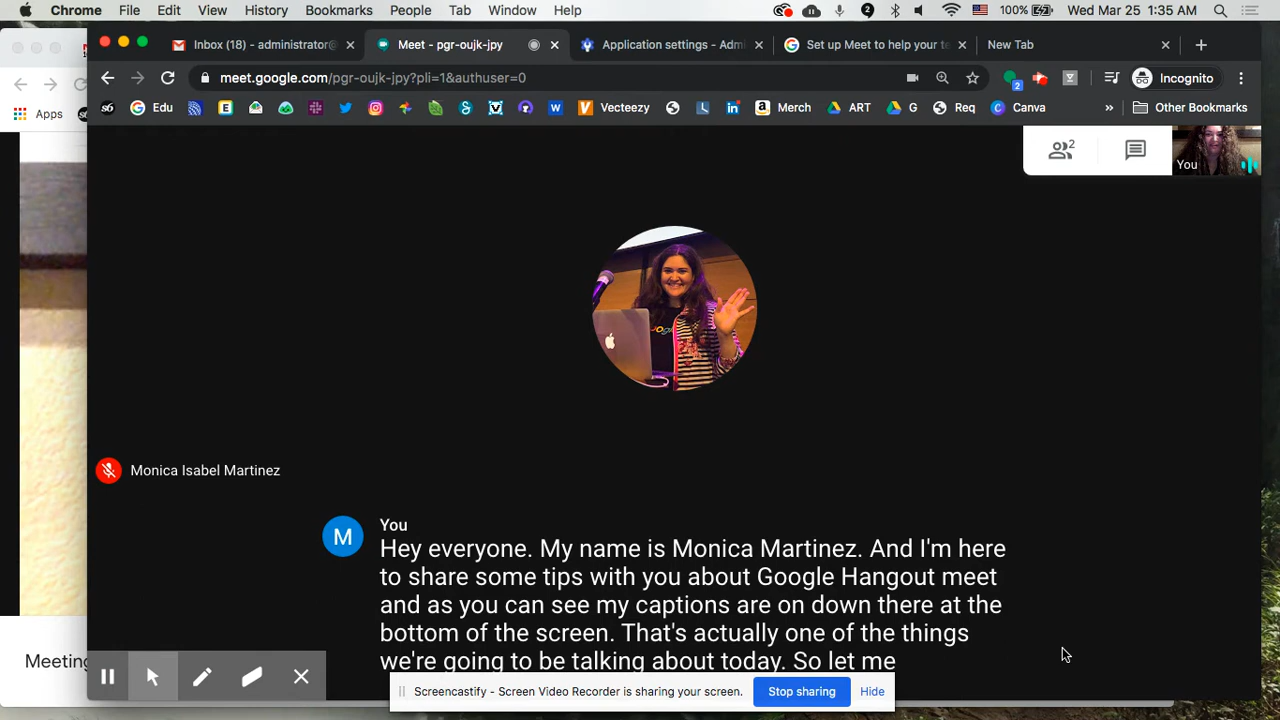 Chrome File Edit View History Bookmarks People Tab Window Help 2 100% Wed Mar 25 1:35 AM
Inbox (18) - administrator@ Meet - pgr-oujk-jpy Application settings - Admi Set up Meet to help your te New Tab
meet.google.com/pgr-oujk-jpy?pli=1&authuser=0 2 Incognito
Apps Edu Vecteezy Merch ART G Req Canva » Other Bookmarks
2
You
Monica Isabel Martinez
You
M
Hey everyone. My name is Monica Martinez. And I'm here
to share some tips with you about Google Hangout meet
and as you can see my captions are on down there at the
bottom of the screen. That's actually one of the things
we're going to be talking about today. So let me
Meeting
Screencastify - Screen Video Recorder is sharing your screen. Stop sharing Hide